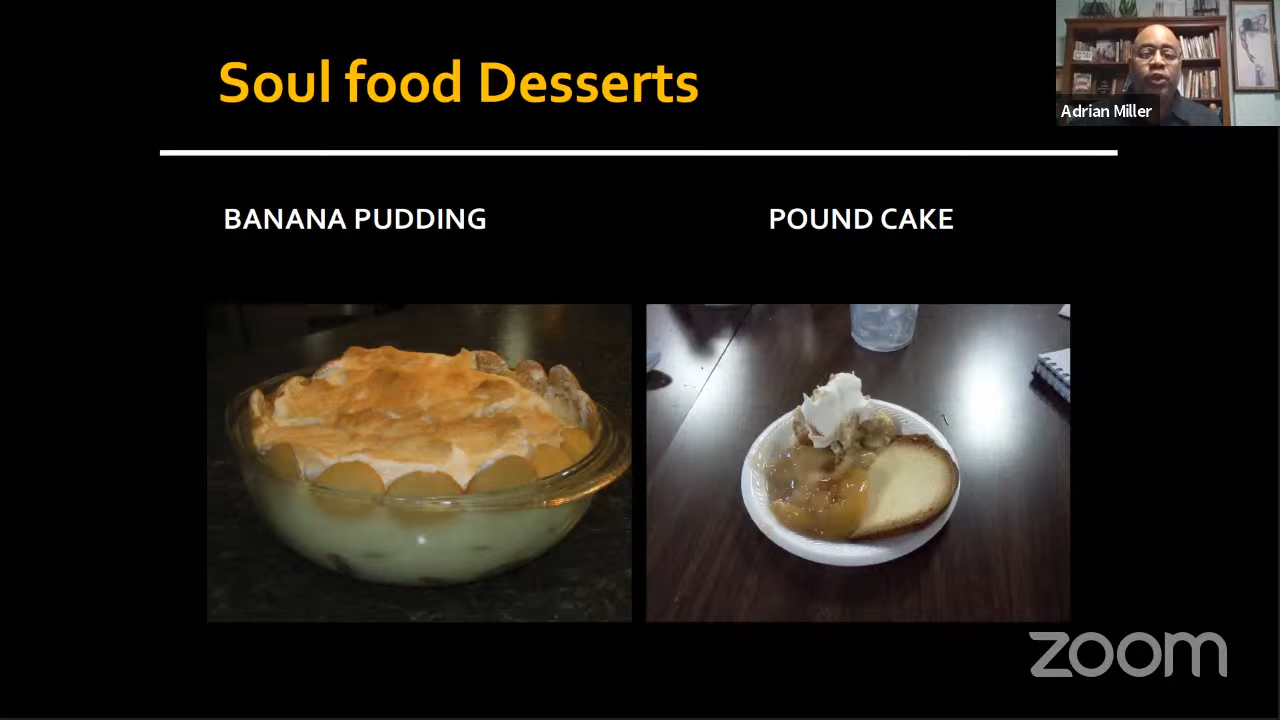 Soul food Desserts
Adrian Miller
BANANA PUDDING
POUND CAKE
zoom